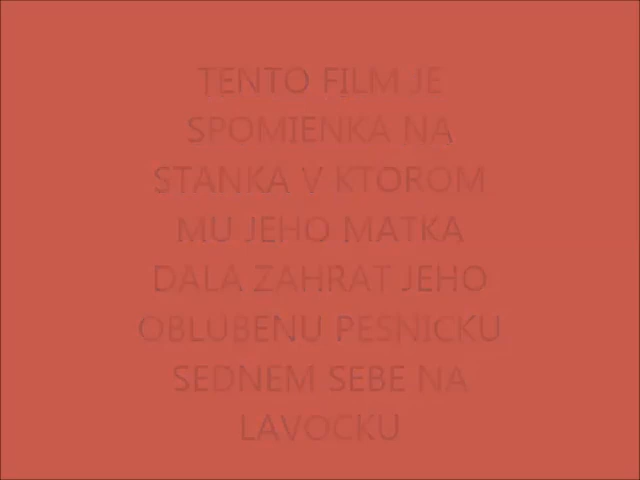 TENTO FILM JE
SPOMIENKA NA
STANKA V KTOROM
MU JEHO MATKA
DALA ZAHRAT JEHO
OBLUBENU PESNICKU
SEDNEM SEBE NA
LAVOCKU